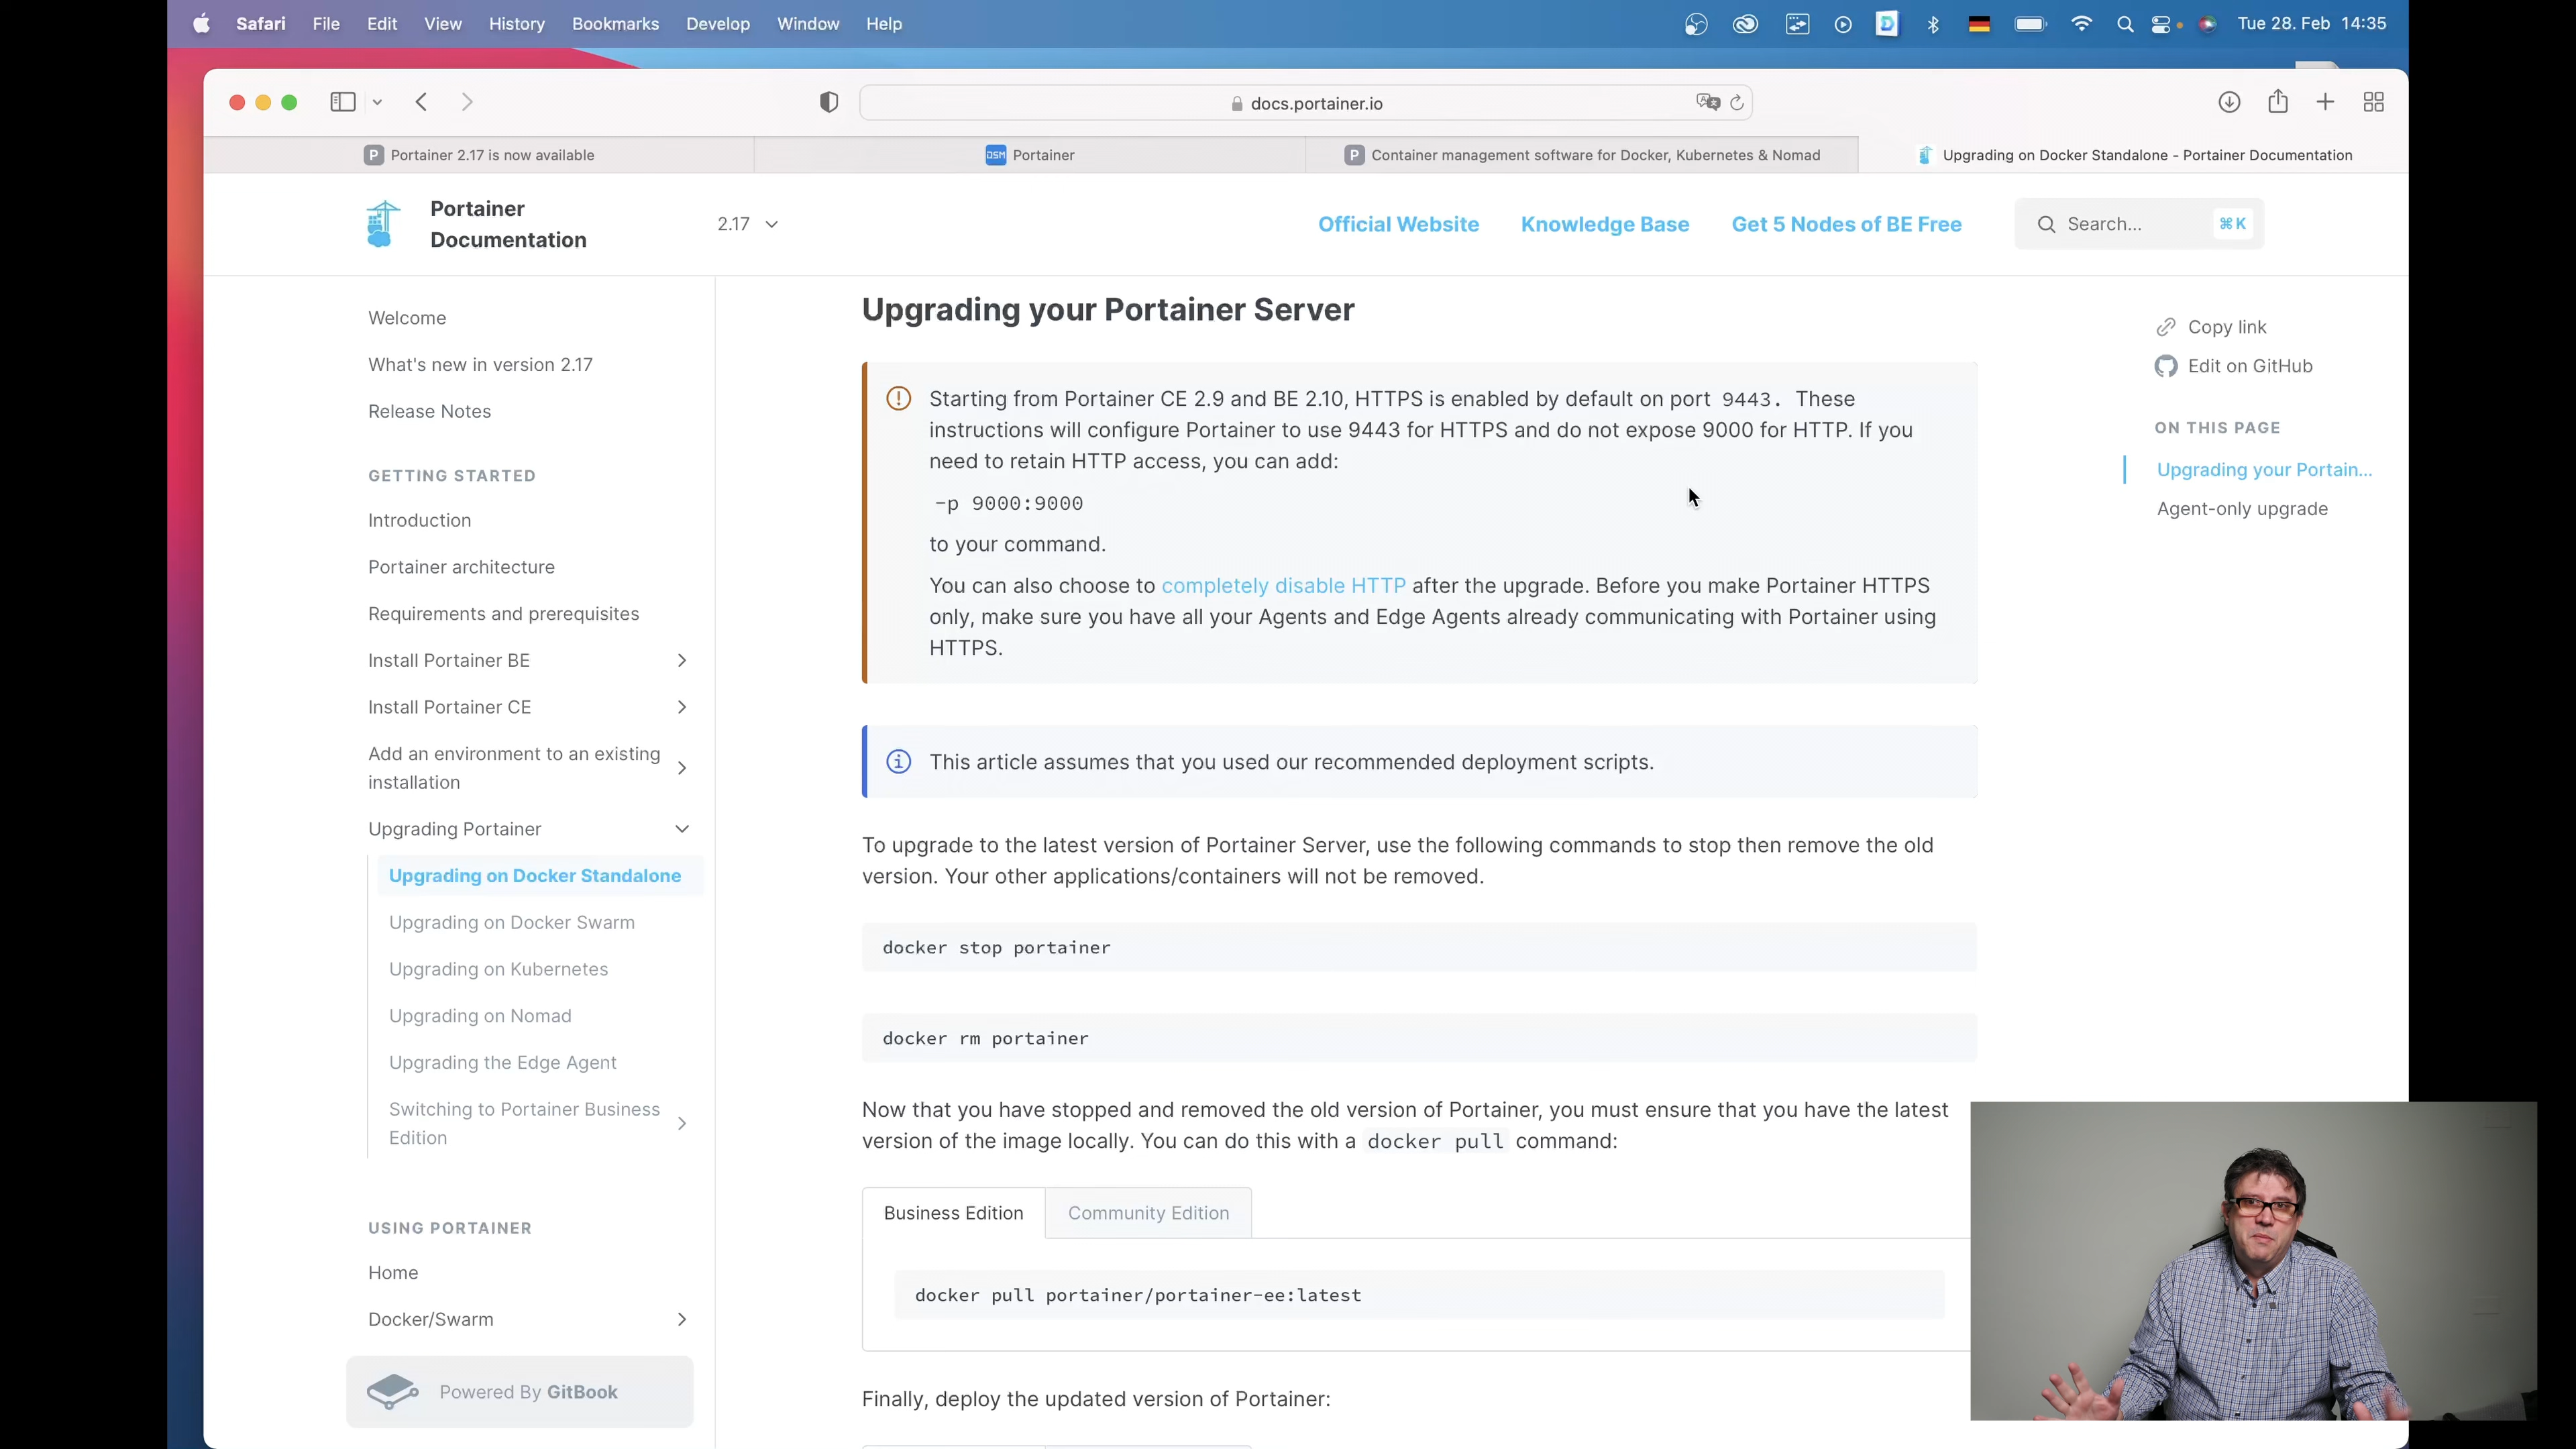 Safari File Edit View History Bookmarks Develop Window Help Tue 28. Feb 14:35
docs.portainer.io
P Portainer 2.17 is now available
DSM Portainer
P Container management software for Docker, Kubernetes & Nomad
Upgrading on Docker Standalone - Portainer Documentation
Portainer
Documentation
2.17
Official Website Knowledge Base Get 5 Nodes of BE Free
Search... ⌘K
Welcome
What's new in version 2.17
Release Notes
GETTING STARTED
Introduction
Portainer architecture
Requirements and prerequisites
Install Portainer BE
Install Portainer CE
Add an environment to an existing
installation
Upgrading Portainer
Upgrading on Docker Standalone
Upgrading on Docker Swarm
Upgrading on Kubernetes
Upgrading on Nomad
Upgrading the Edge Agent
Switching to Portainer Business
Edition
USING PORTAINER
Home
Docker/Swarm
Powered By GitBook
Upgrading your Portainer Server
Starting from Portainer CE 2.9 and BE 2.10, HTTPS is enabled by default on port 9443. These
instructions will configure Portainer to use 9443 for HTTPS and do not expose 9000 for HTTP. If you
need to retain HTTP access, you can add:
-p 9000:9000
to your command.
You can also choose to completely disable HTTP after the upgrade. Before you make Portainer HTTPS
only, make sure you have all your Agents and Edge Agents already communicating with Portainer using
HTTPS.
This article assumes that you used our recommended deployment scripts.
To upgrade to the latest version of Portainer Server, use the following commands to stop then remove the old
version. Your other applications/containers will not be removed.
docker stop portainer
docker rm portainer
Now that you have stopped and removed the old version of Portainer, you must ensure that you have the latest
version of the image locally. You can do this with a docker pull command:
Business Edition Community Edition
docker pull portainer/portainer-ee:latest
Finally, deploy the updated version of Portainer:
Copy link
Edit on GitHub
ON THIS PAGE
Upgrading your Portain...
Agent-only upgrade